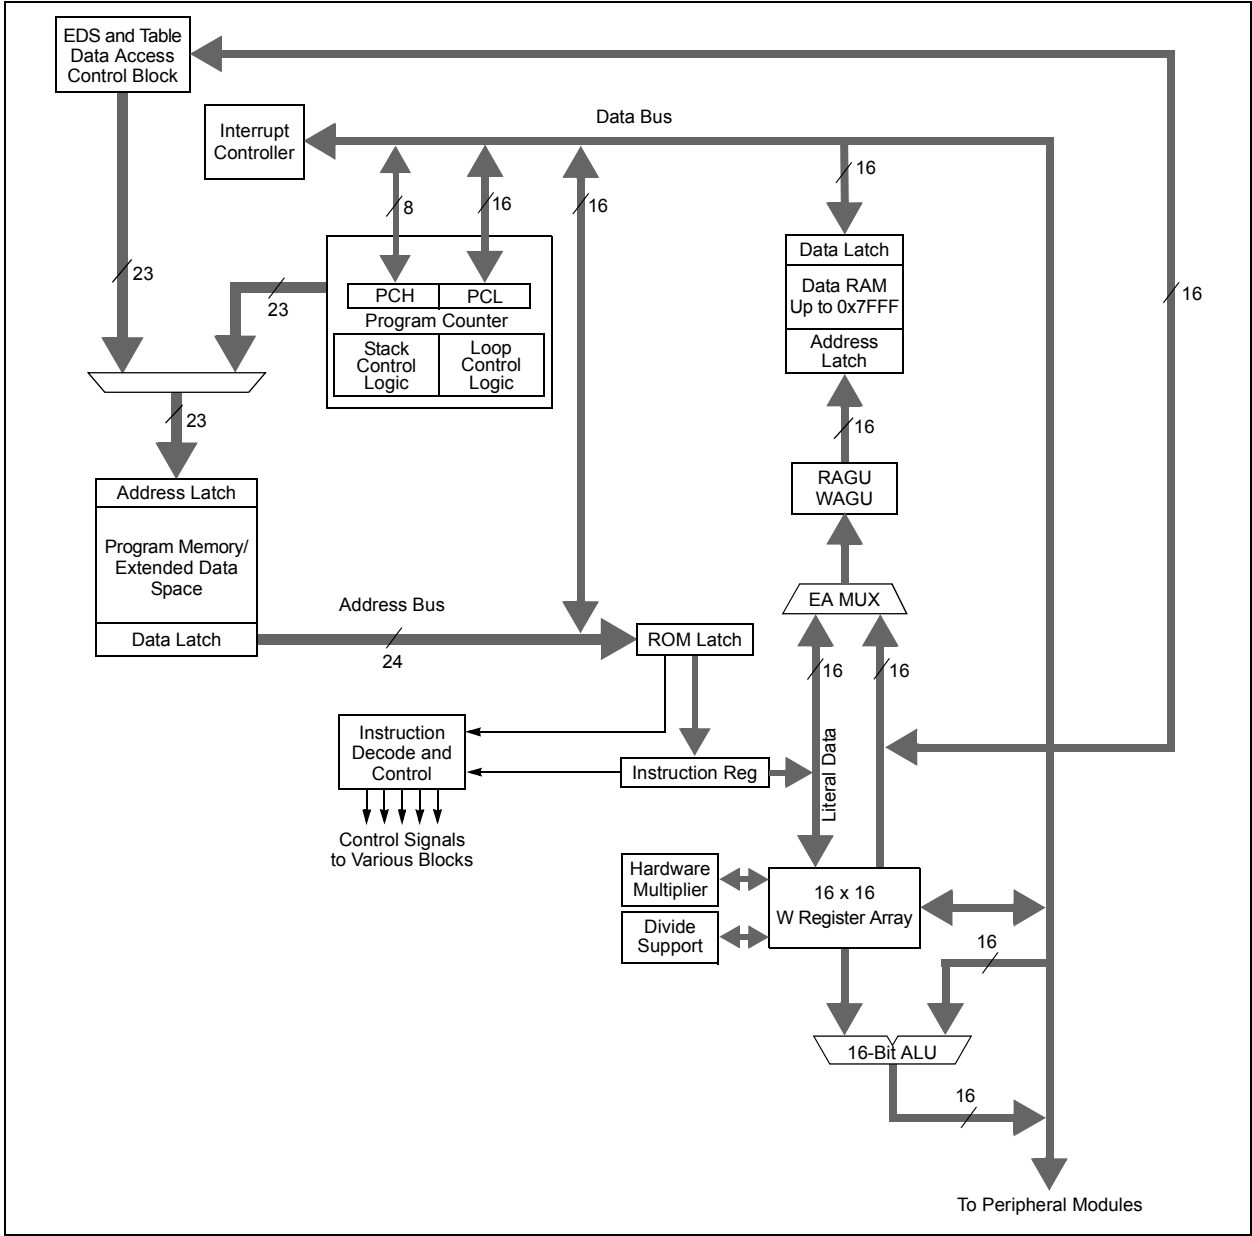 EDS and Table
Data Access
Control Block
Interrupt
Controller
Data Bus
16
8
16
16
16
23
23
PCH
PCL
Program Counter
Stack
Control
Logic
Loop
Control
Logic
Data Latch
Data RAM
Up to 0x7FFF
Address
Latch
23
16
RAGU
WAGU
Address Latch
Program Memory/
Extended Data
Space
Data Latch
Address Bus
24
EA MUX
ROM Latch
16
16
Instruction
Decode and
Control
Instruction Reg
Literal Data
Control Signals
to Various Blocks
Hardware
Multiplier
Divide
Support
16 x 16
W Register Array
16
16-Bit ALU
16
To Peripheral Modules